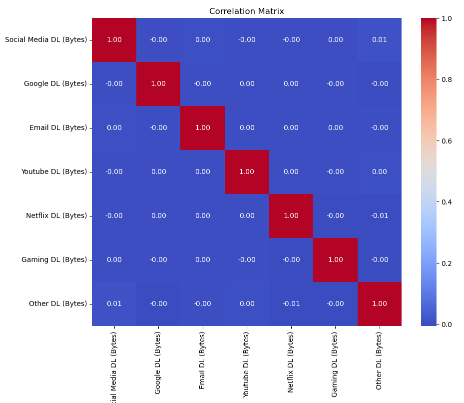 Correlation Matrix
Social Media DL (Bytes) 1.00 -0.00 0.00 -0.00 -0.00 0.00 0.01
Google DL (Bytes) -0.00 1.00 -0.00 0.00 0.00 -0.00 -0.00
Email DL (Bytes) 0.00 -0.00 1.00 0.00 0.00 0.00 -0.00
Youtube DL (Bytes) -0.00 0.00 0.00 1.00 0.00 -0.00 0.00
Netflix DL (Bytes) -0.00 0.00 0.00 0.00 1.00 -0.00 -0.01
Gaming DL (Bytes) 0.00 -0.00 0.00 -0.00 -0.00 1.00 -0.00
Other DL (Bytes) 0.01 -0.00 -0.00 0.00 -0.01 -0.00 1.00
cial Media DL (Bytes)
Google DL (Bytes)
Email DL (Bytes)
Youtube DL (Bytes)
Netflix DL (Bytes)
Gaming DL (Bytes)
Other DL (Bytes)
1.0
0.8
0.6
0.4
0.2
0.0